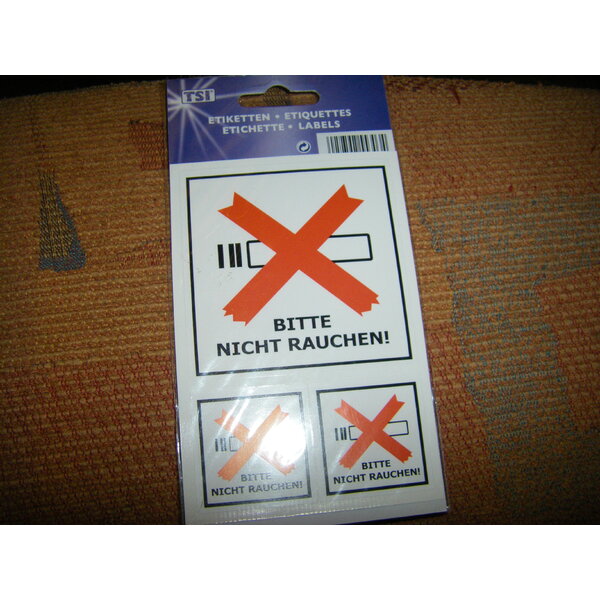 TSI
ETIKETTEN • ETIQUETTES
ETICHETTE • LABELS
BITTE
NICHT RAUCHEN!
BITTE
NICHT RAUCHEN!
BITTE
NICHT RAUCHEN!